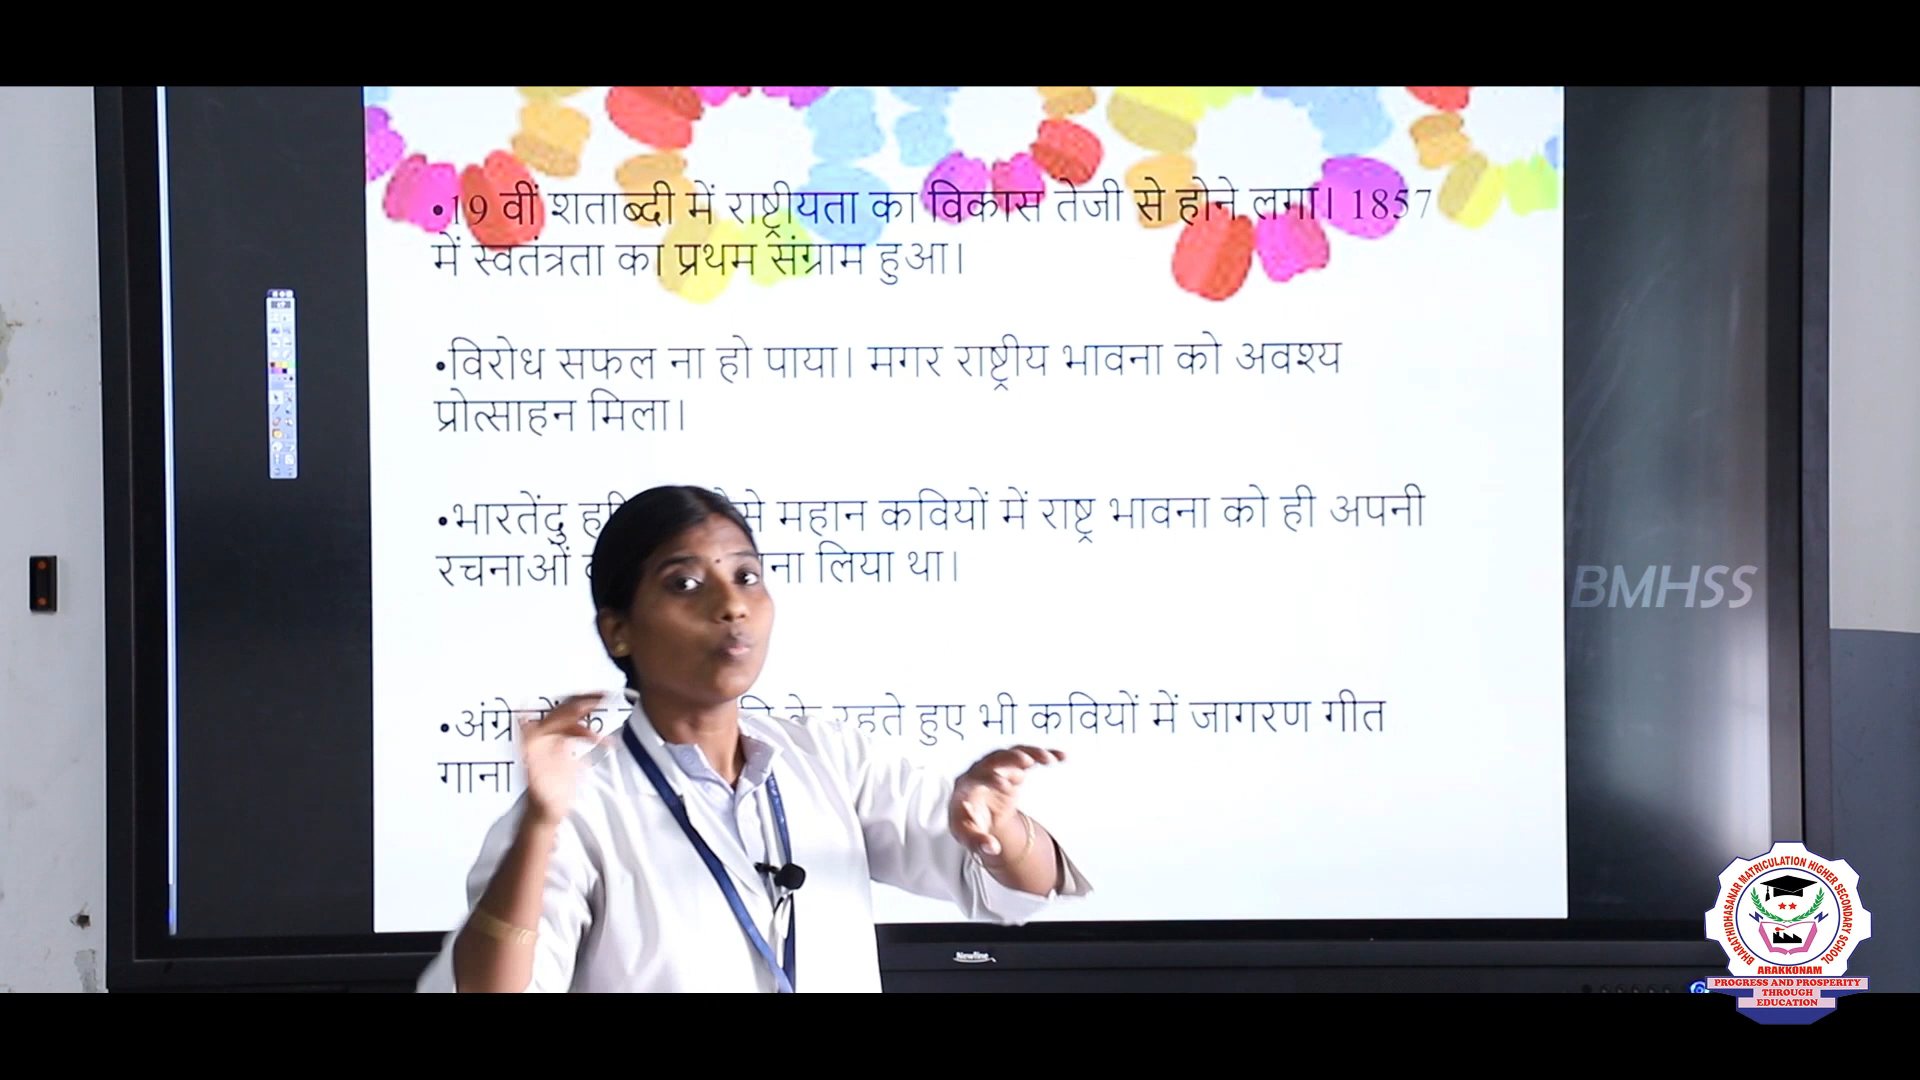 •19 वीं शताब्दी में राष्ट्रीयता का विकास तेजी से होने लगा। 1857
में स्वतंत्रता का प्रथम संग्राम हुआ।
•विरोध सफल ना हो पाया। मगर राष्ट्रीय भावना को अवश्य
प्रोत्साहन मिला।
•भारतेंदु महान कवियों में राष्ट्र भावना को ही अपनी
रचनाओं लिया था।
रहते हुए भी कवियों में जागरण गीत
गाना
BMHSS
Newline
BHARATHIDHASANAR MATRICULATION HIGHER SECONDARY SCHOOL
ARAKKONAM
PROGRESS AND PROSPERITY
THROUGH
EDUCATION